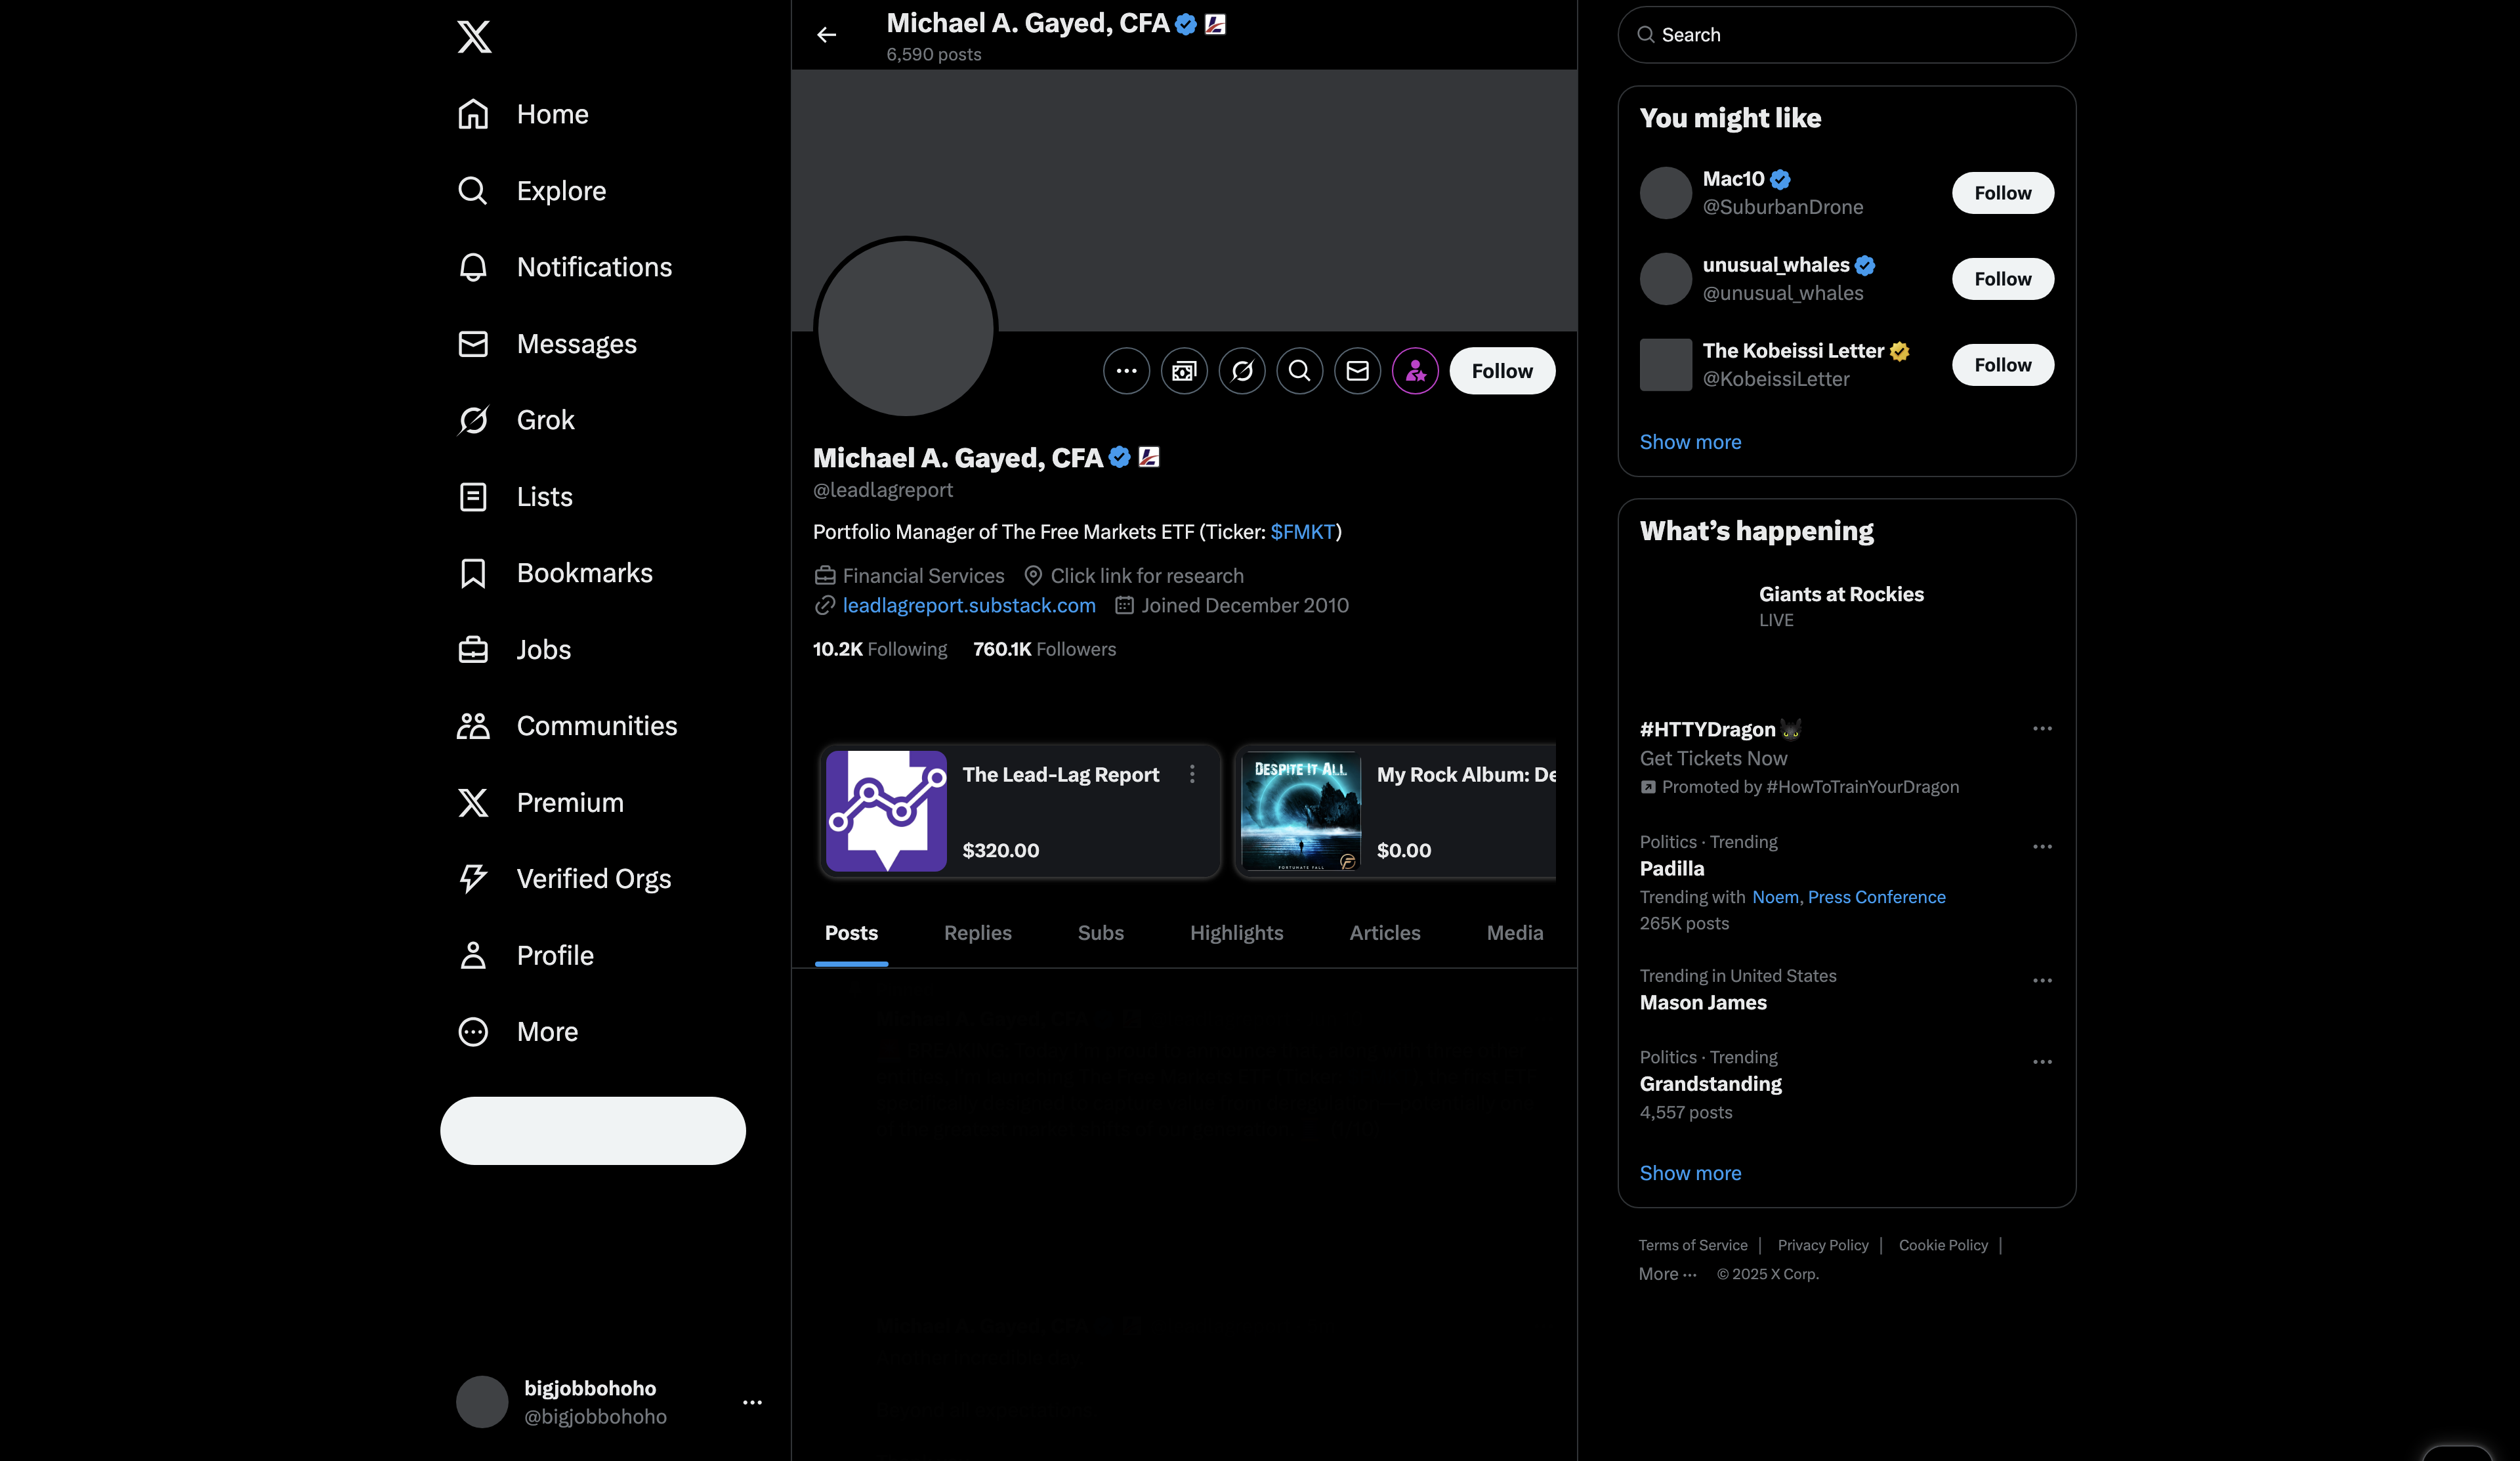 Home
Explore
Notifications
Messages
Grok
Lists
Bookmarks
Jobs
Communities
Premium
Verified Orgs
Profile
More
bigjobbohoho
@bigjobbohoho
Michael A. Gayed, CFA
6,590 posts
Follow
Michael A. Gayed, CFA
@leadlagreport
Portfolio Manager of The Free Markets ETF (Ticker: $FMKT)
Financial Services Click link for research
leadlagreport.substack.com Joined December 2010
10.2K Following 760.1K Followers
The Lead-Lag Report
$320.00
DESPITE IT ALL
FORTUNATE FALL
My Rock Album: De
$0.00
Posts Replies Subs Highlights Articles Media
Search
You might like
Mac10
@SuburbanDrone
Follow
unusual_whales
@unusual_whales
Follow
The Kobeissi Letter
@KobeissiLetter
Follow
Show more
What’s happening
Giants at Rockies
LIVE
#HTTYDragon
Get Tickets Now
Promoted by #HowToTrainYourDragon
Politics · Trending
Padilla
Trending with Noem, Press Conference
265K posts
Trending in United States
Mason James
Politics · Trending
Grandstanding
4,557 posts
Show more
Terms of Service | Privacy Policy | Cookie Policy |
More ··· © 2025 X Corp.